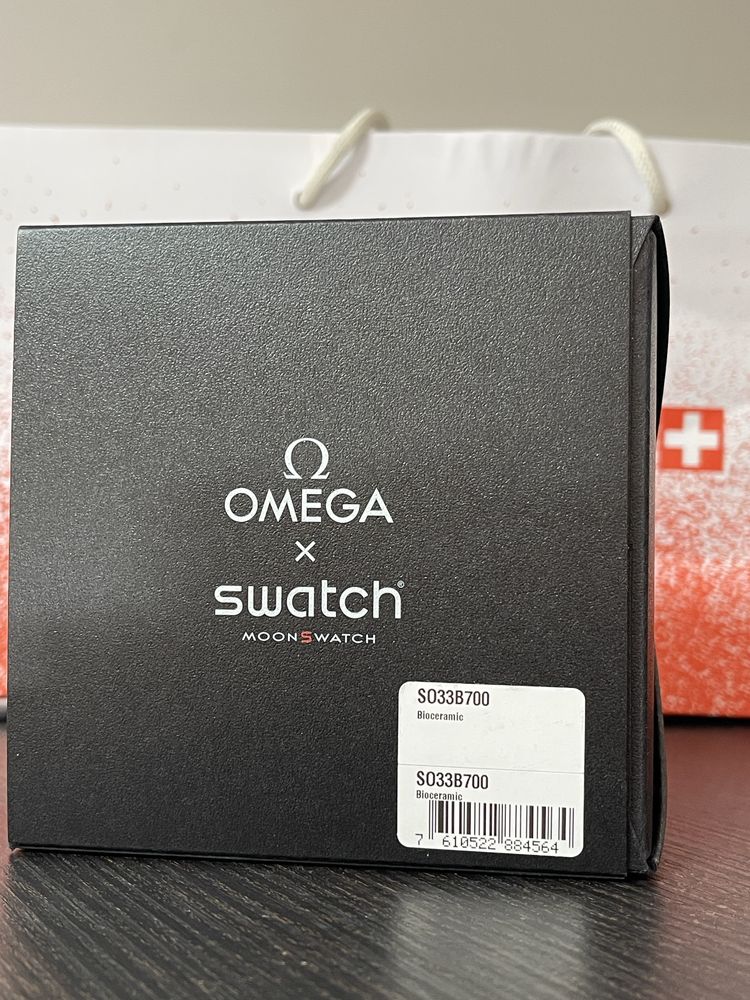 Ω
OMEGA
×
swatch®
MOONSWATCH
SO33B700
Bioceramic
SO33B700
Bioceramic
7 610522 884564